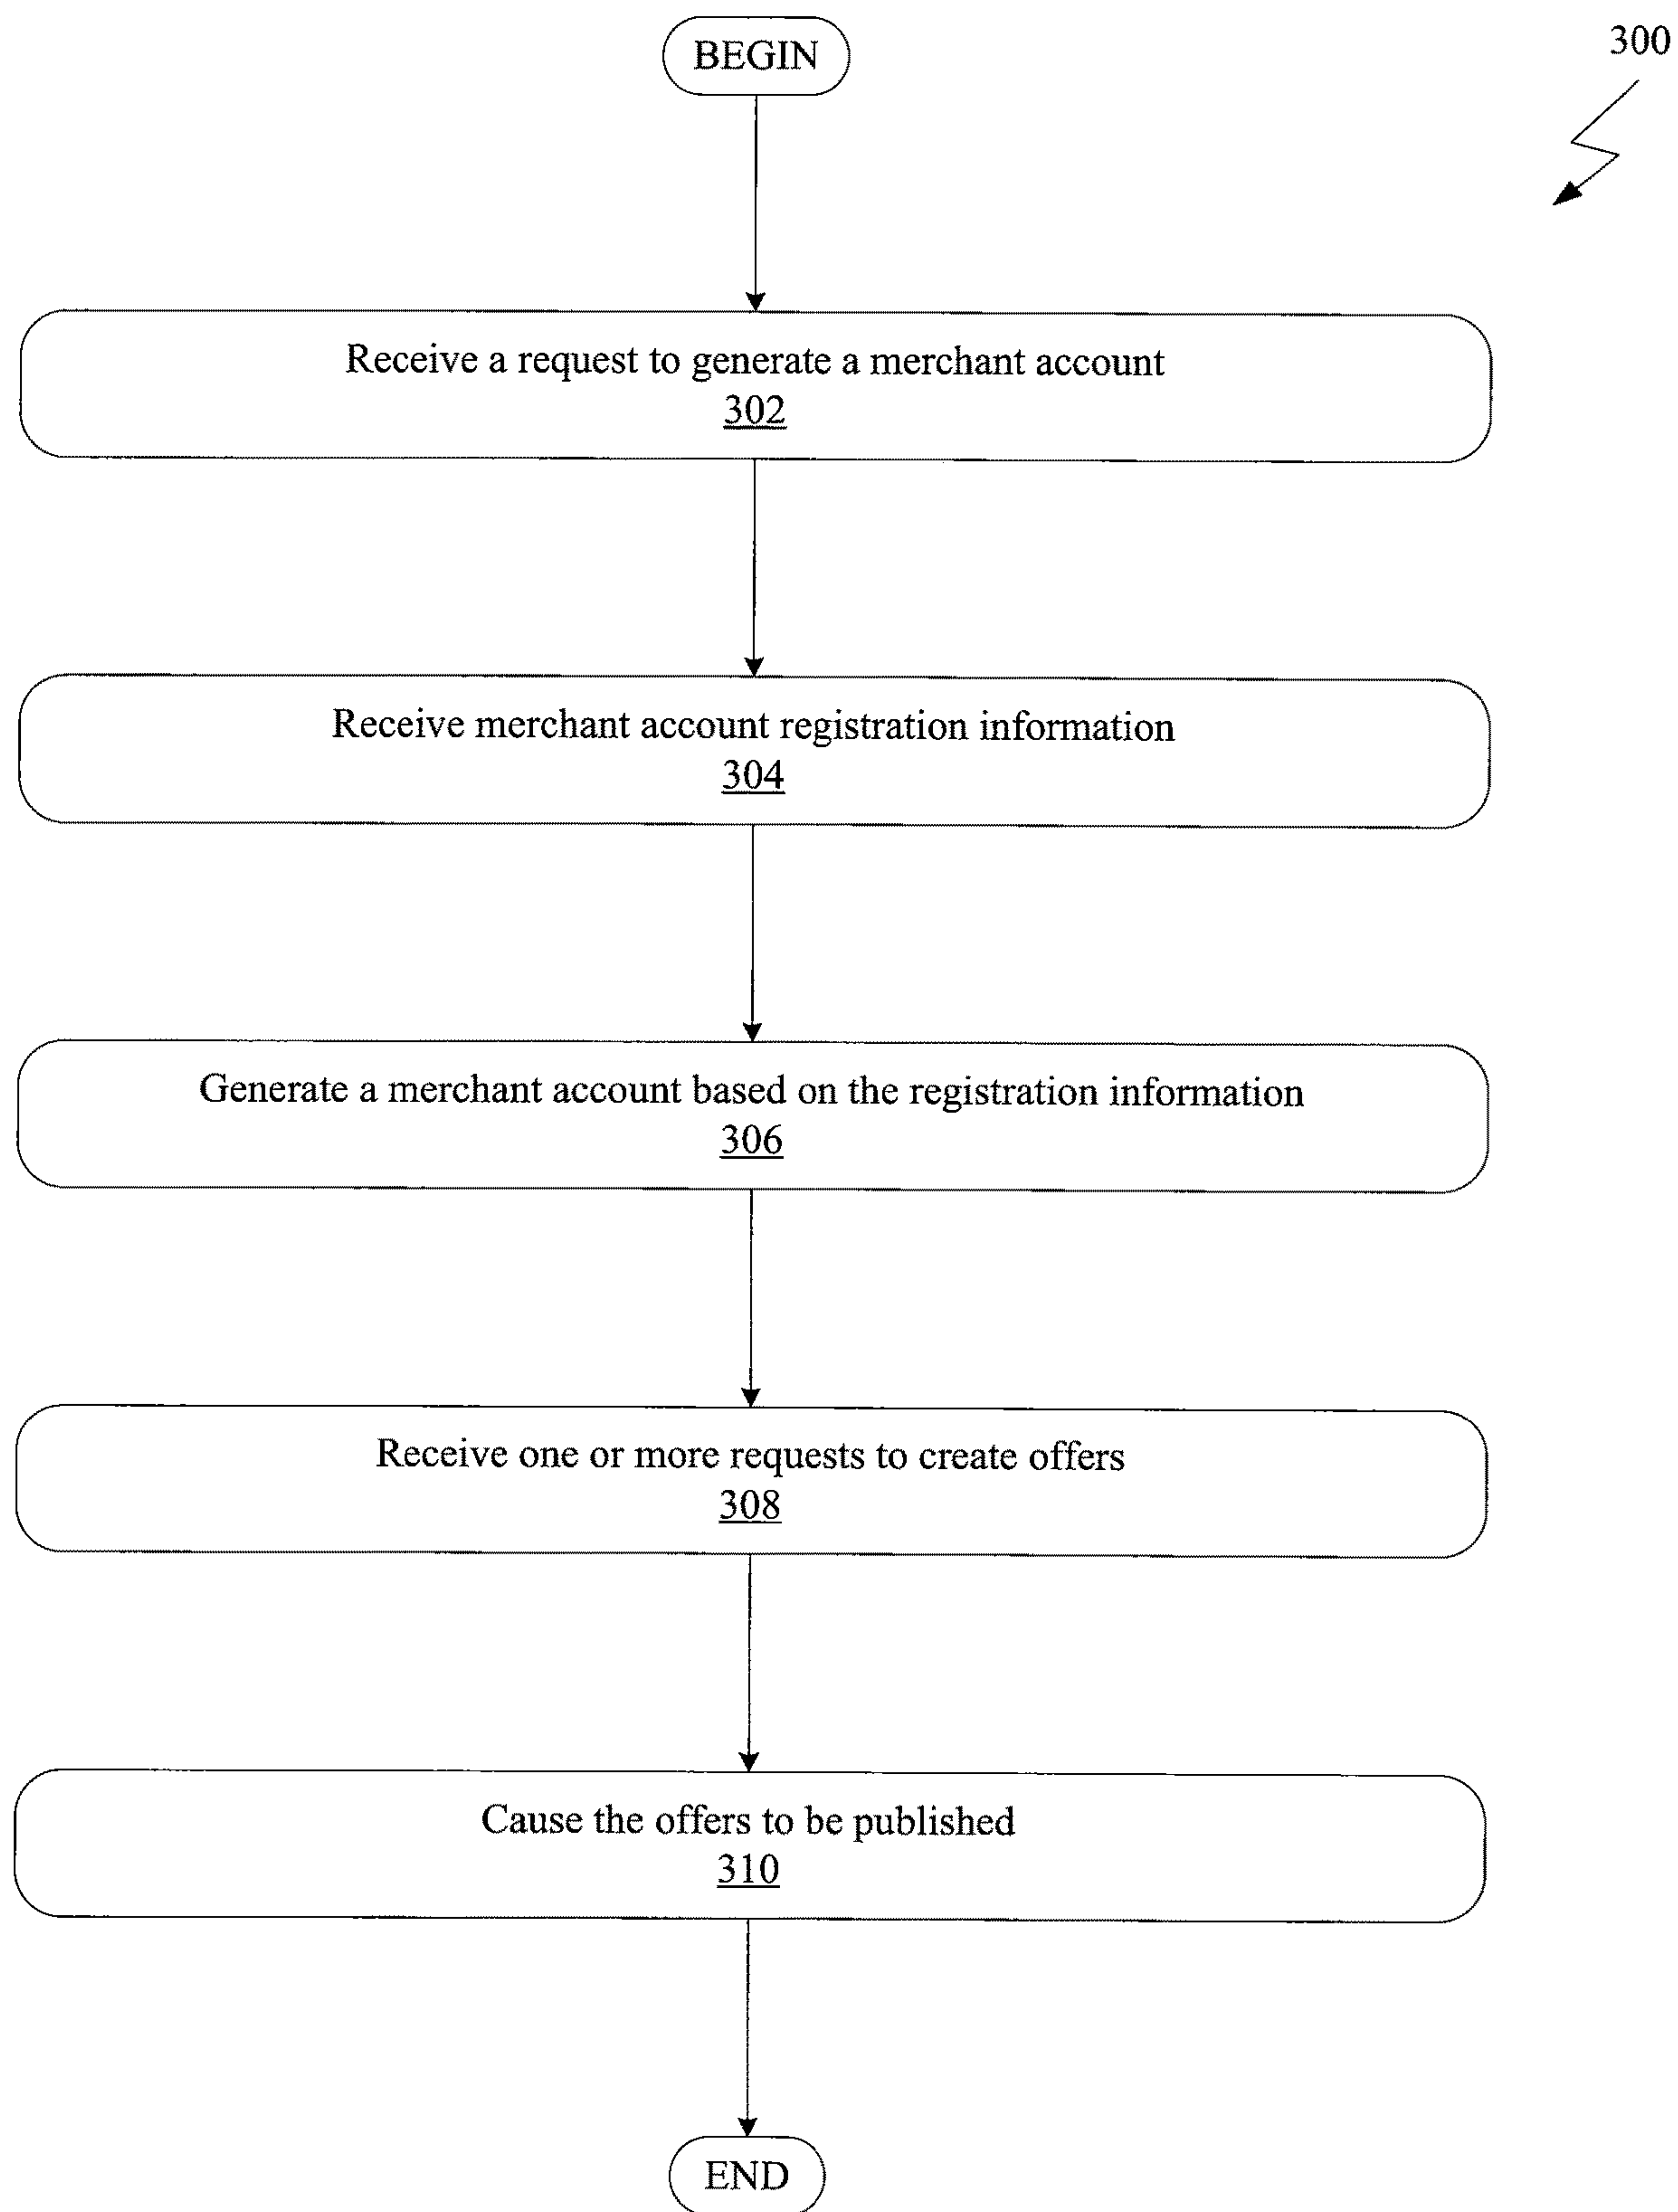 BEGIN
300
Receive a request to generate a merchant account
302
Receive merchant account registration information
304
Generate a merchant account based on the registration information
306
Receive one or more requests to create offers
308
Cause the offers to be published
310
END